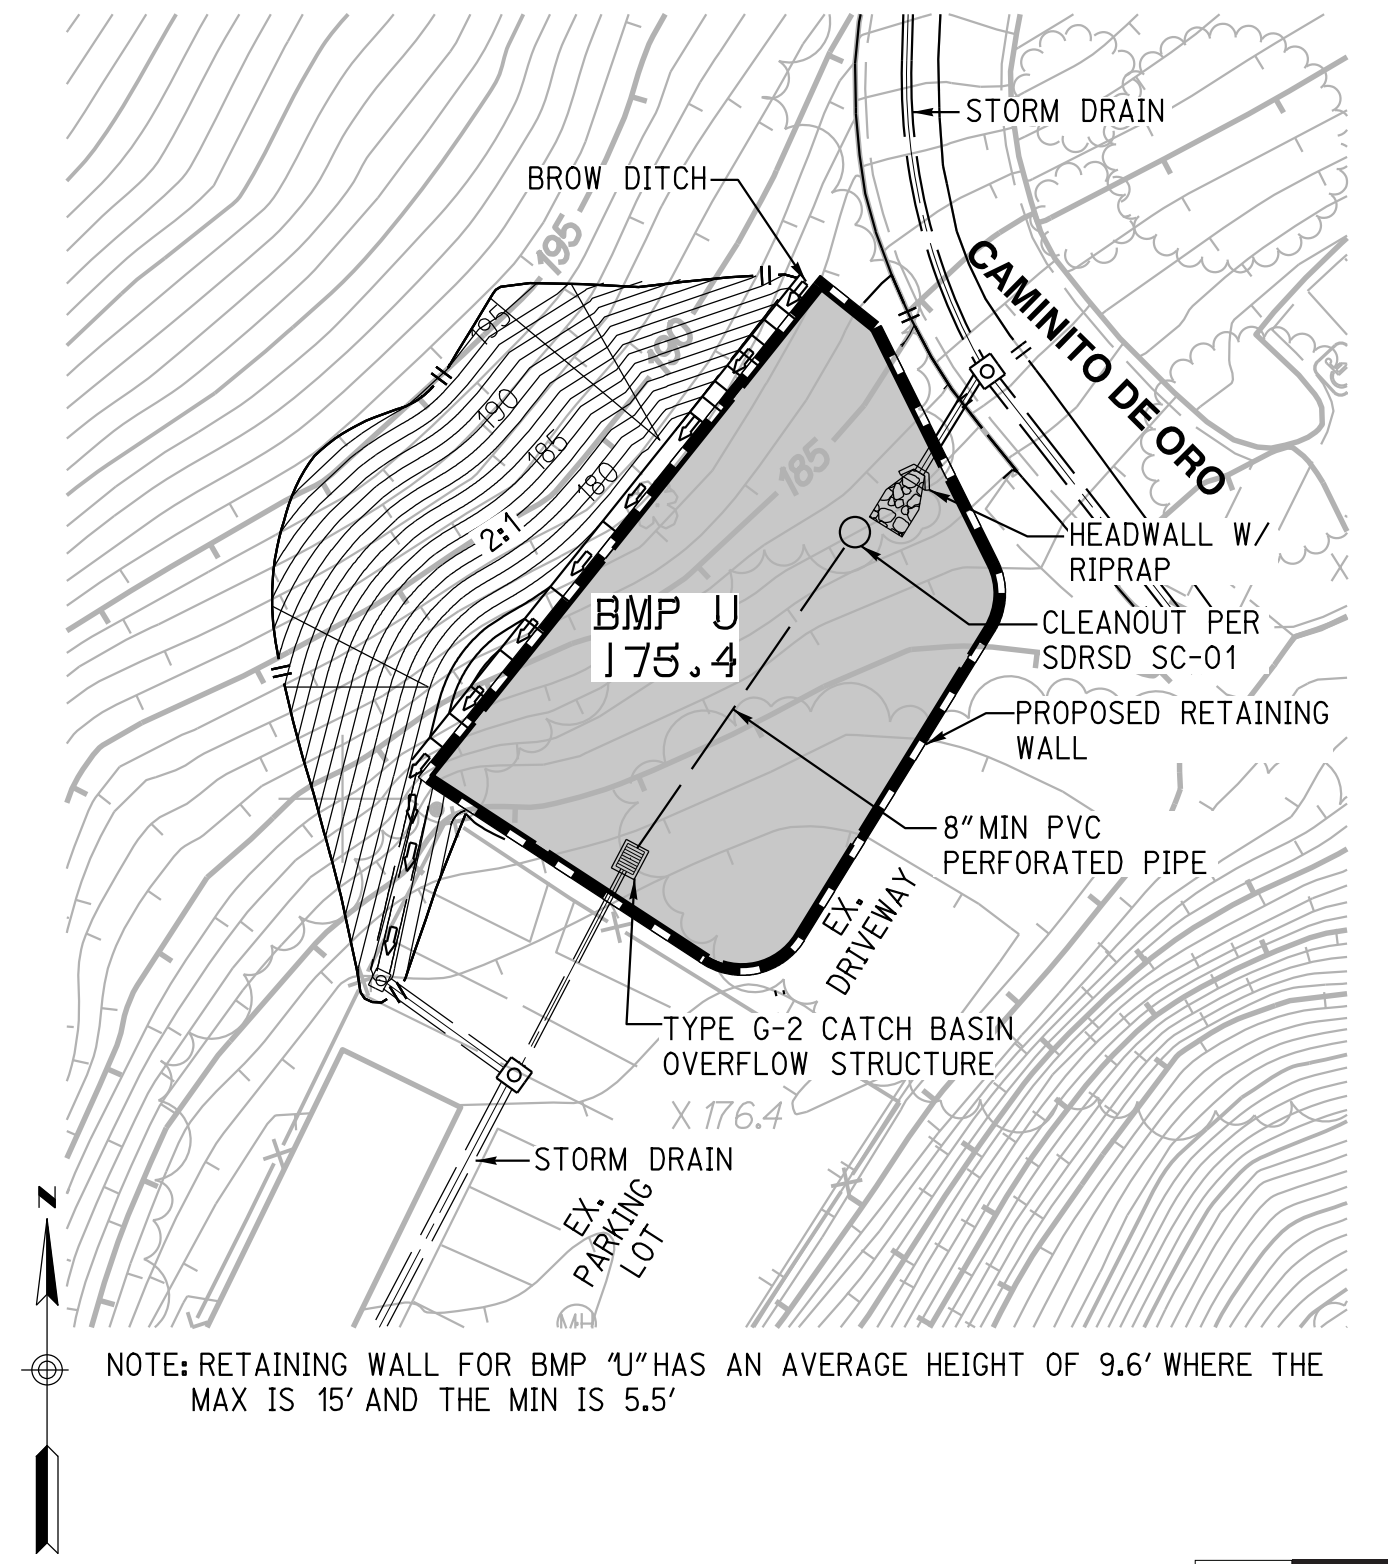 STORM DRAIN
BROW DITCH
195
CAMINITO DE ORO
190
195
190
185
185
180
2:1
HEADWALL W/
RIPRAP
BMP U
175.4
CLEANOUT PER
SDRSD SC-01
PROPOSED RETAINING
WALL
8" MIN PVC
PERFORATED PIPE
EX.
DRIVEWAY
TYPE G-2 CATCH BASIN
OVERFLOW STRUCTURE
X 176.4
STORM DRAIN
EX.
PARKING
LOT
MH
N
NOTE: RETAINING WALL FOR BMP "U" HAS AN AVERAGE HEIGHT OF 9.6' WHERE THE
MAX IS 15' AND THE MIN IS 5.5'